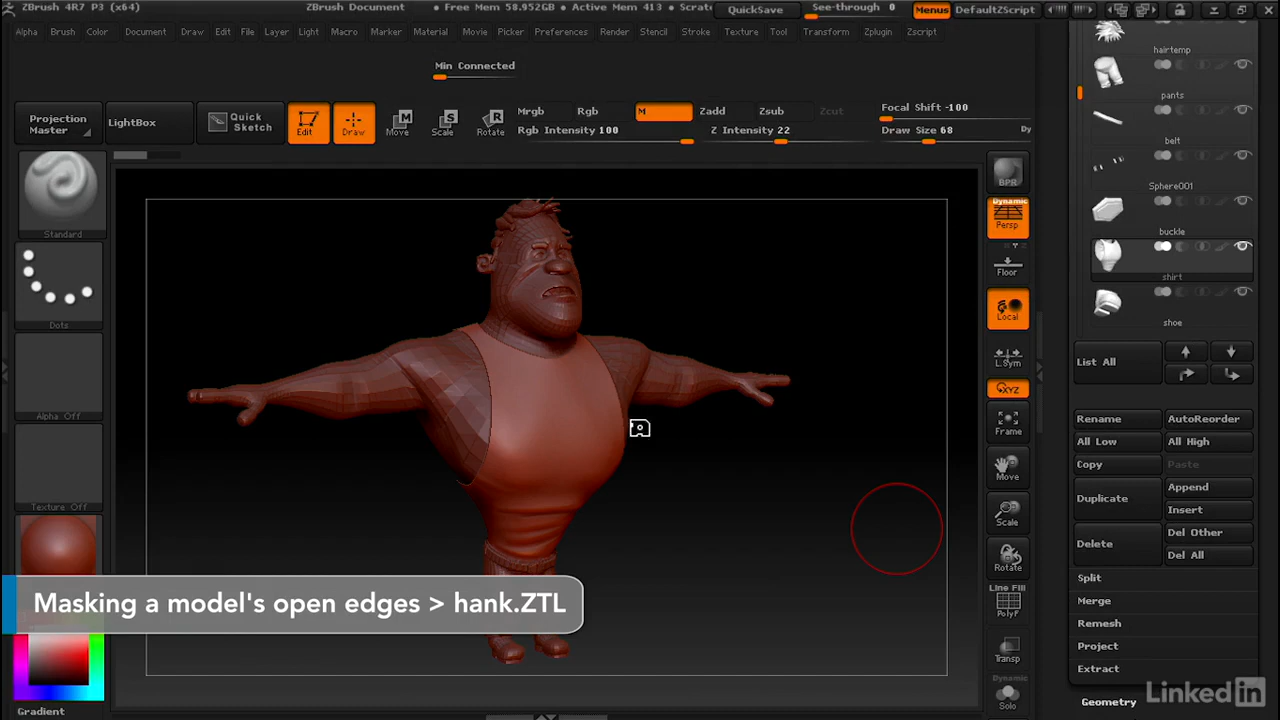 ZBrush 4R7 P3 (x64)
ZBrush Document
• Free Mem 58.952GB • Active Mem 413 • Scratc
QuickSave
See-through 0
Menus
DefaultZScript
Alpha Brush Color Document Draw Edit File Layer Light Macro Marker Material Movie Picker Preferences Render Stencil Stroke Texture Tool Transform Zplugin Zscript
Min Connected
Projection Master
LightBox
Quick Sketch
Edit
Draw
Move
Scale
Rotate
Mrgb
Rgb
M
Zadd
Zsub
Zcut
Focal Shift -100
Rgb Intensity 100
Z Intensity 22
Draw Size 68
Dy
Standard
Dots
Alpha Off
Texture Off
Gradient
BPR
Dynamic
Persp
Floor
Local
L.Sym
XYZ
Frame
Move
Scale
Rotate
Line Fill
PolyF
Transp
Dynamic
Solo
hairtemp
pants
belt
Sphere001
buckle
shirt
shoe
List All
Rename
AutoReorder
All Low
All High
Copy
Paste
Duplicate
Append
Insert
Delete
Del Other
Del All
Split
Merge
Remesh
Project
Extract
Geometry
Masking a model's open edges > hank.ZTL
LinkedIn